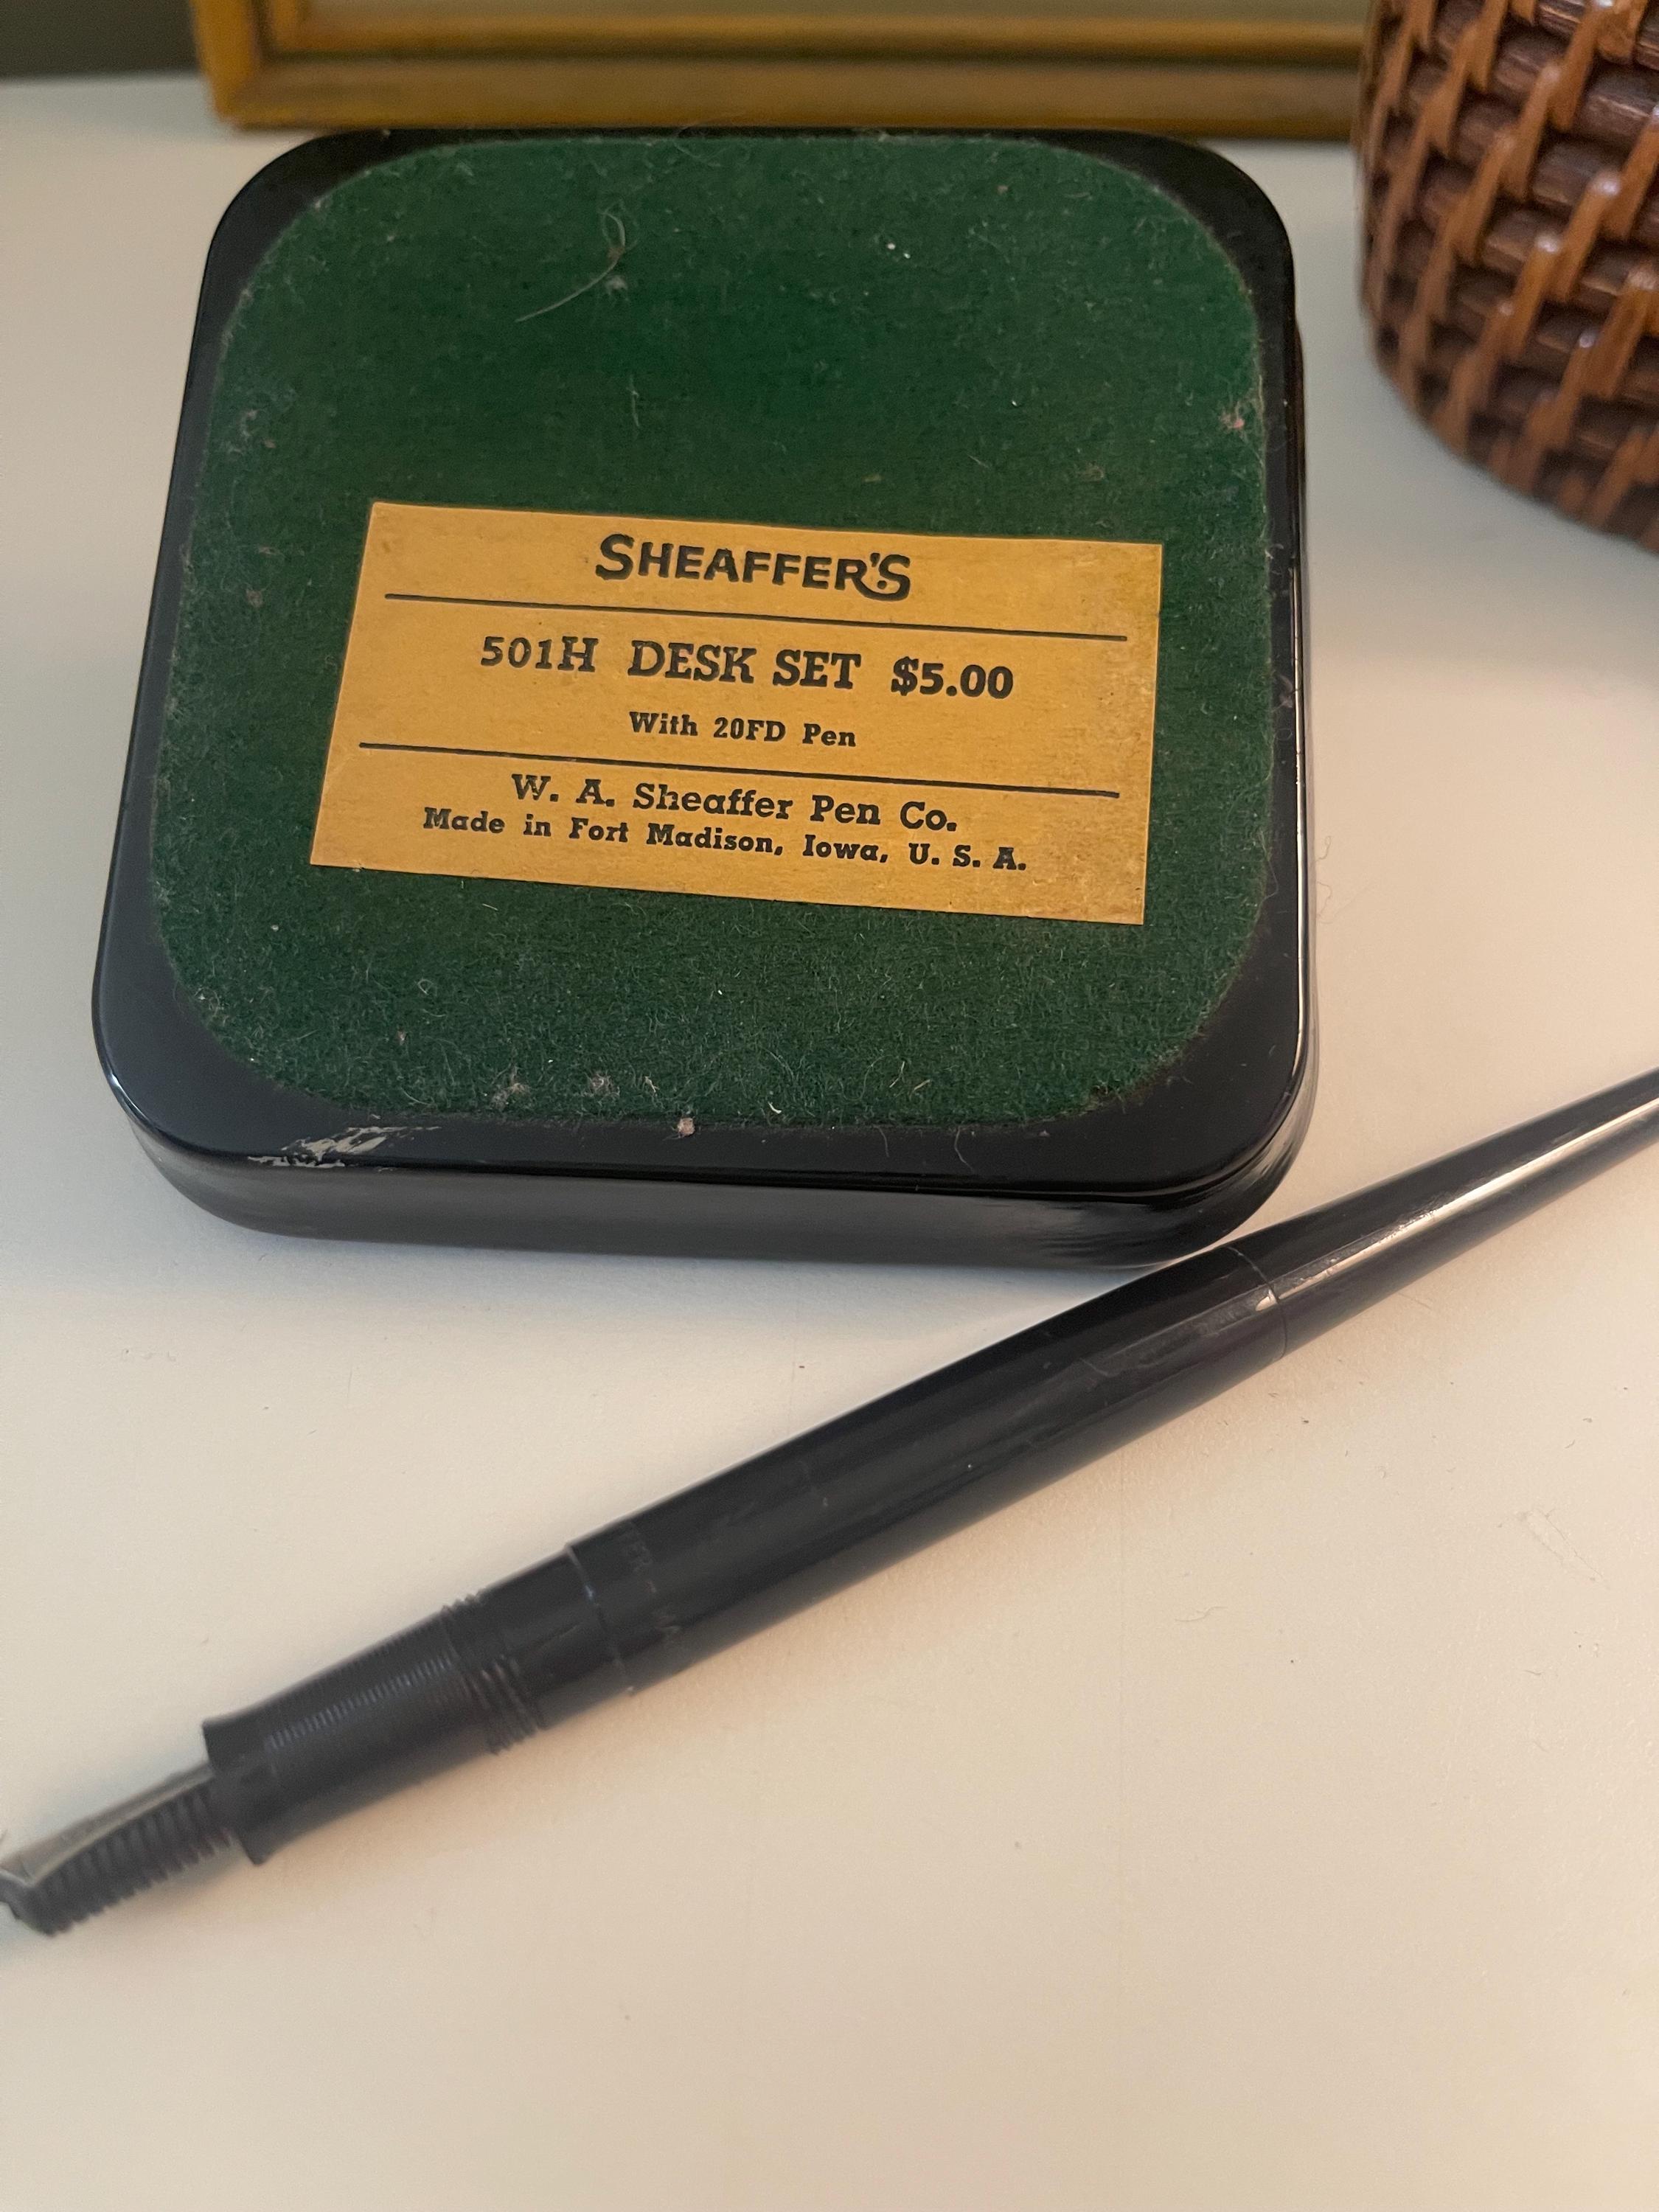 SHEAFFER'S
501H DESK SET $5.00
With 20FD Pen
W. A. Sheaffer Pen Co.
Made in Fort Madison, Iowa, U. S. A.